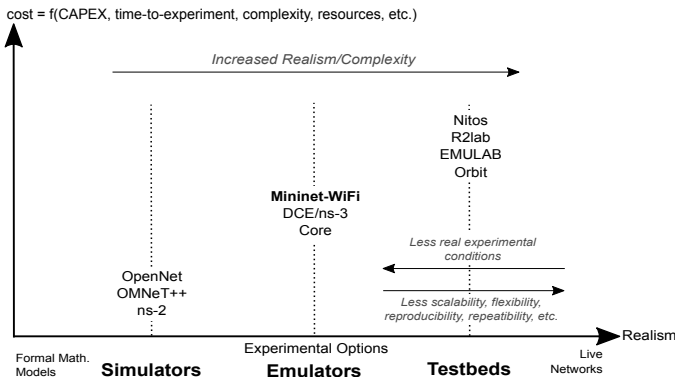 cost = f(CAPEX, time-to-experiment, complexity, resources, etc.)
Increased Realism/Complexity
Nitos
R2lab
EMULAB
Orbit
Mininet-WiFi
DCE/ns-3
Core
Less real experimental
conditions
OpenNet
OMNeT++
ns-2
Less scalability, flexibility,
reproducibility, repeatibility, etc.
Realism
Experimental Options
Formal Math.
Models
Simulators
Emulators
Testbeds
Live
Networks